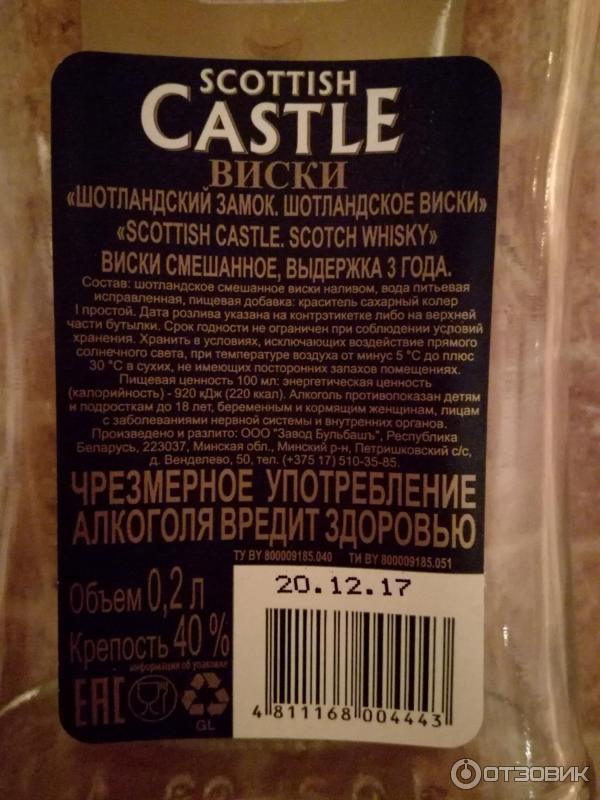 SCOTTISH
CASTLE
ВИСКИ
«ШОТЛАНДСКИЙ ЗАМОК. ШОТЛАНДСКОЕ ВИСКИ»
«SCOTTISH CASTLE. SCOTCH WHISKY»
ВИСКИ СМЕШАННОЕ, ВЫДЕРЖКА 3 ГОДА.
Состав: шотландское смешанное виски наливом, вода питьевая
исправленная, пищевая добавка: краситель сахарный колер
I простой. Дата розлива указана на контрэтикетке либо на верхней
части бутылки. Срок годности не ограничен при соблюдении условий
хранения. Хранить в условиях, исключающих воздействие прямого
солнечного света, при температуре воздуха от минус 5 °С до плюс
30 °С в сухих, не имеющих посторонних запахов помещениях.
Пищевая ценность 100 мл: энергетическая ценность
(калорийность) - 920 кДж (220 ккал). Алкоголь противопоказан детям
и подросткам до 18 лет, беременным и кормящим женщинам, лицам
с заболеваниями нервной системы и внутренних органов.
Произведено и разлито: ООО "Завод Бульбашъ", Республика
Беларусь, 223037, Минская обл., Минский р-н, Петришковский с/с,
д. Венделево, 50, тел. (+375 17) 510-35-85.
ЧРЕЗМЕРНОЕ УПОТРЕБЛЕНИЕ
АЛКОГОЛЯ ВРЕДИТ ЗДОРОВЬЮ
ТУ BY 800009185.040 ТИ BY 800009185.051
20.12.17
Объем 0,2 л
Крепость 40 %
информация об упаковке
EAC
GL
4 811168 004443
ОТЗОВИК